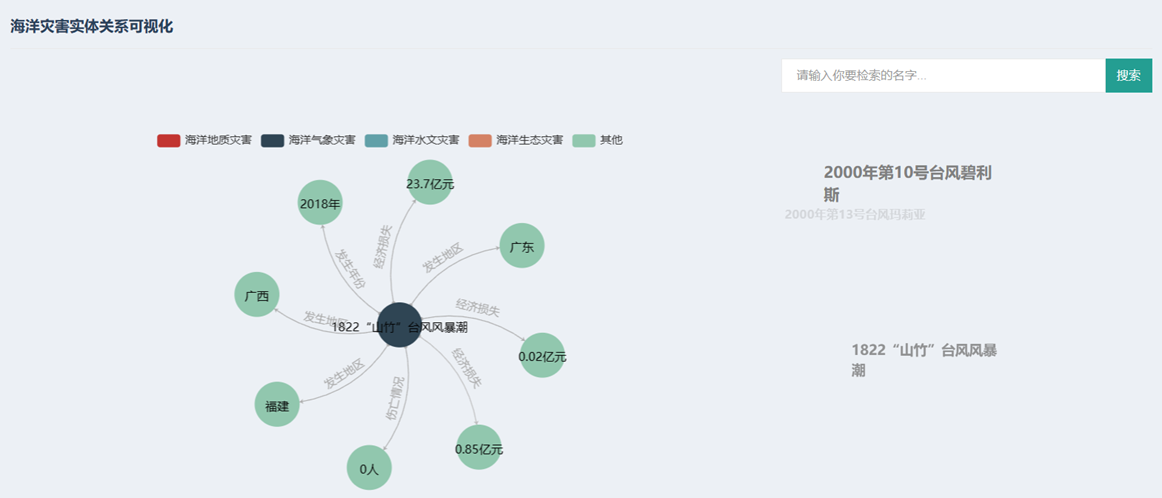 海洋灾害实体关系可视化
请输入你要检索的名字...
搜索
海洋地质灾害
海洋气象灾害
海洋水文灾害
海洋生态灾害
其他
2000年第10号台风碧利
斯
2000年第13号台风玛莉亚
23.7亿元
2018年
经济损失
广东
发生地区
发生年份
广西
经济损失
发生地区
1822“山竹”台风风暴潮
0.02亿元
1822“山竹”台风风暴
潮
经济损失
发生地区
伤亡情况
福建
0.85亿元
0人